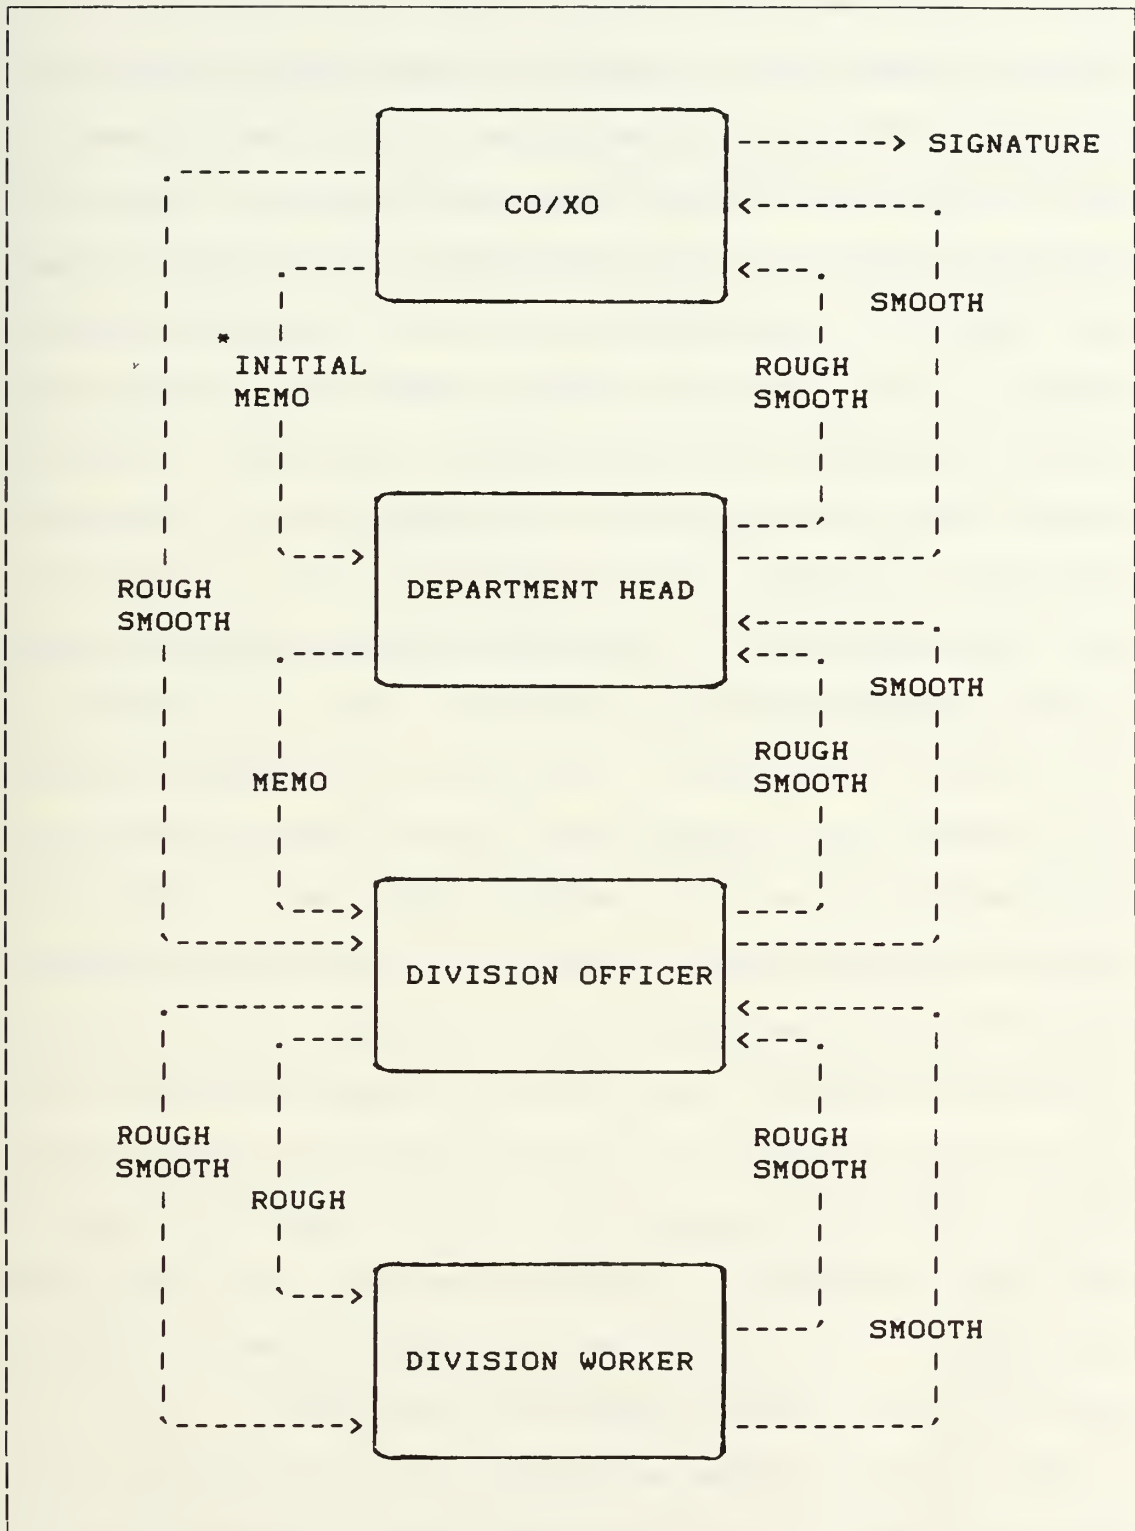 SIGNATURE
CO/XO
SMOOTH
*
INITIAL
MEMO
ROUGH
SMOOTH
ROUGH
SMOOTH
DEPARTMENT HEAD
SMOOTH
MEMO
ROUGH
SMOOTH
DIVISION OFFICER
ROUGH
SMOOTH
ROUGH
ROUGH
SMOOTH
SMOOTH
DIVISION WORKER